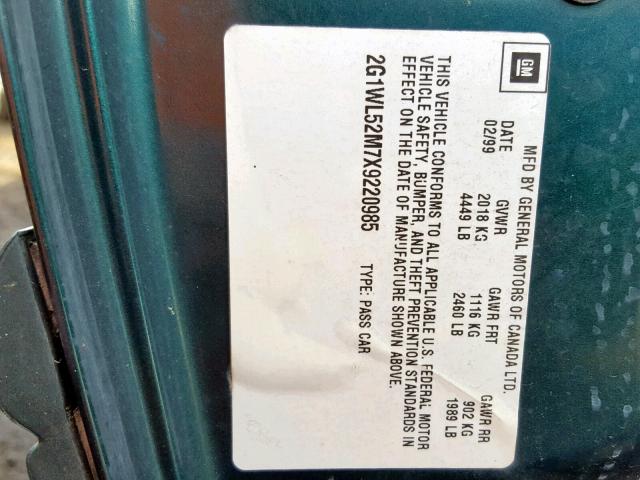 GM
MFD BY GENERAL MOTORS OF CANADA LTD.
DATE GVWR GAWR FRT GAWR RR
02/99 2018 KG 1116 KG 902 KG
4449 LB 2460 LB 1989 LB
THIS VEHICLE CONFORMS TO ALL APPLICABLE U.S. FEDERAL MOTOR
VEHICLE SAFETY, BUMPER, AND THEFT PREVENTION STANDARDS IN
EFFECT ON THE DATE OF MANUFACTURE SHOWN ABOVE.
2G1WL52M7X9220985 TYPE: PASS CAR